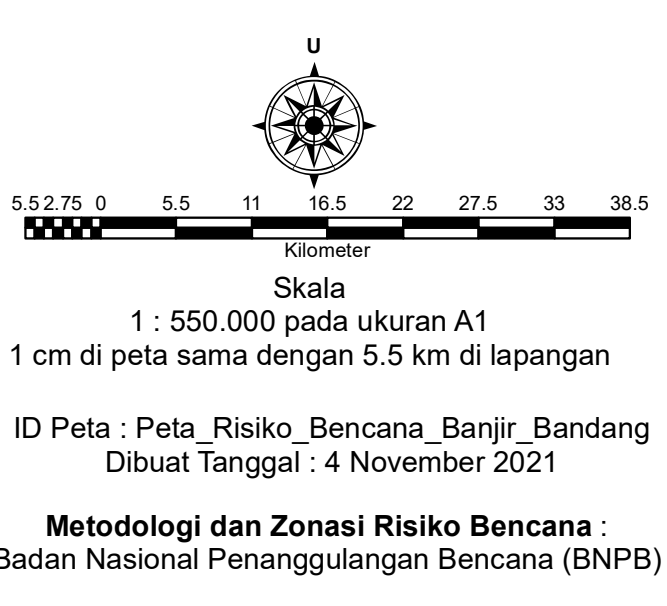 U
5.5 2.75 0 5.5 11 16.5 22 27.5 33 38.5
Kilometer
Skala
1 : 550.000 pada ukuran A1
1 cm di peta sama dengan 5.5 km di lapangan
ID Peta : Peta_Risiko_Bencana_Banjir_Bandang
Dibuat Tanggal : 4 November 2021
Metodologi dan Zonasi Risiko Bencana :
Badan Nasional Penanggulangan Bencana (BNPB)